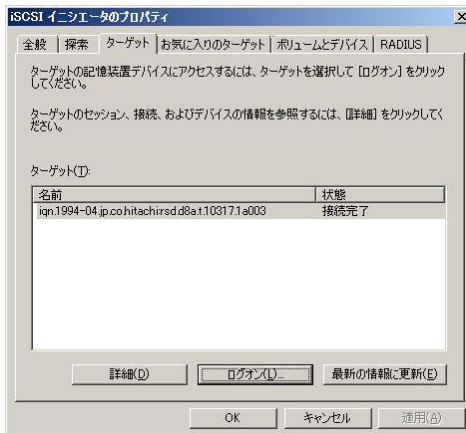 iSCSI イニシエータのプロパティ
全般 探索 ターゲット お気に入りのターゲット ボリュームとデバイス RADIUS
ターゲットの記憶装置デバイスにアクセスするには、ターゲットを選択して [ログオン] をクリック
してください。
ターゲットのセッション、接続、およびデバイスの情報を参照するには、[詳細] をクリックしてく
ださい。
ターゲット(T):
名前 状態
iqn.1994-04.jp.co.hitachi:rsd.d8a.t.10317.1a003 接続完了
詳細(D) ログオン(L)... 最新の情報に更新(E)
OK キャンセル 適用(A)